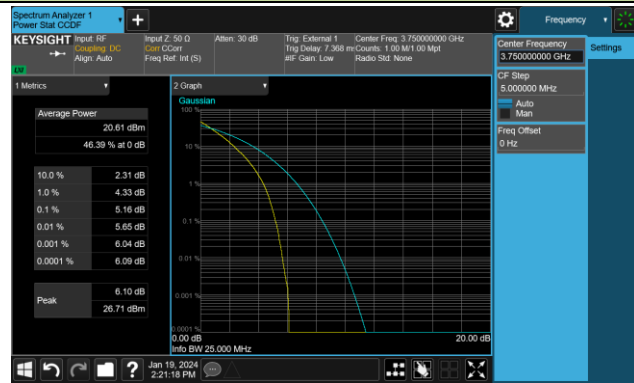 Spectrum Analyzer 1
Power Stat CCDF
Frequency
KEYSIGHT
Input: RF
Coupling: DC
Align: Auto
Input Z: 50 Ω
Corr CCorr
Freq Ref: Int (S)
Atten: 30 dB
Trig: External 1
Trig Delay: 7.368 m
#IF Gain: Low
Center Freq: 3.750000000 GHz
Counts: 1.00 M/1.00 Mpt
Radio Std: None
LXI
Center Frequency
3.750000000 GHz
Settings
CF Step
5.000000 MHz
Auto
Man
Freq Offset
0 Hz
1 Metrics
Average Power
20.61 dBm
46.39 % at 0 dB
10.0 % 2.31 dB
1.0 % 4.33 dB
0.1 % 5.16 dB
0.01 % 5.65 dB
0.001 % 6.04 dB
0.0001 % 6.09 dB
Peak
6.10 dB
26.71 dBm
2 Graph
Gaussian
100 %
10 %
1 %
0.1 %
0.01 %
0.001 %
0.0001 %
0.00 dB
20.00 dB
Info BW 25.000 MHz
?
Jan 19, 2024
2:21:18 PM